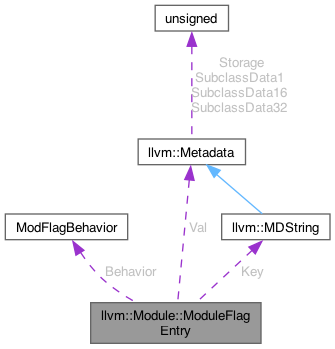 unsigned
Storage
SubclassData1
SubclassData16
SubclassData32
llvm::Metadata
ModFlagBehavior
Val
llvm::MDString
Behavior
Key
llvm::Module::ModuleFlag
Entry